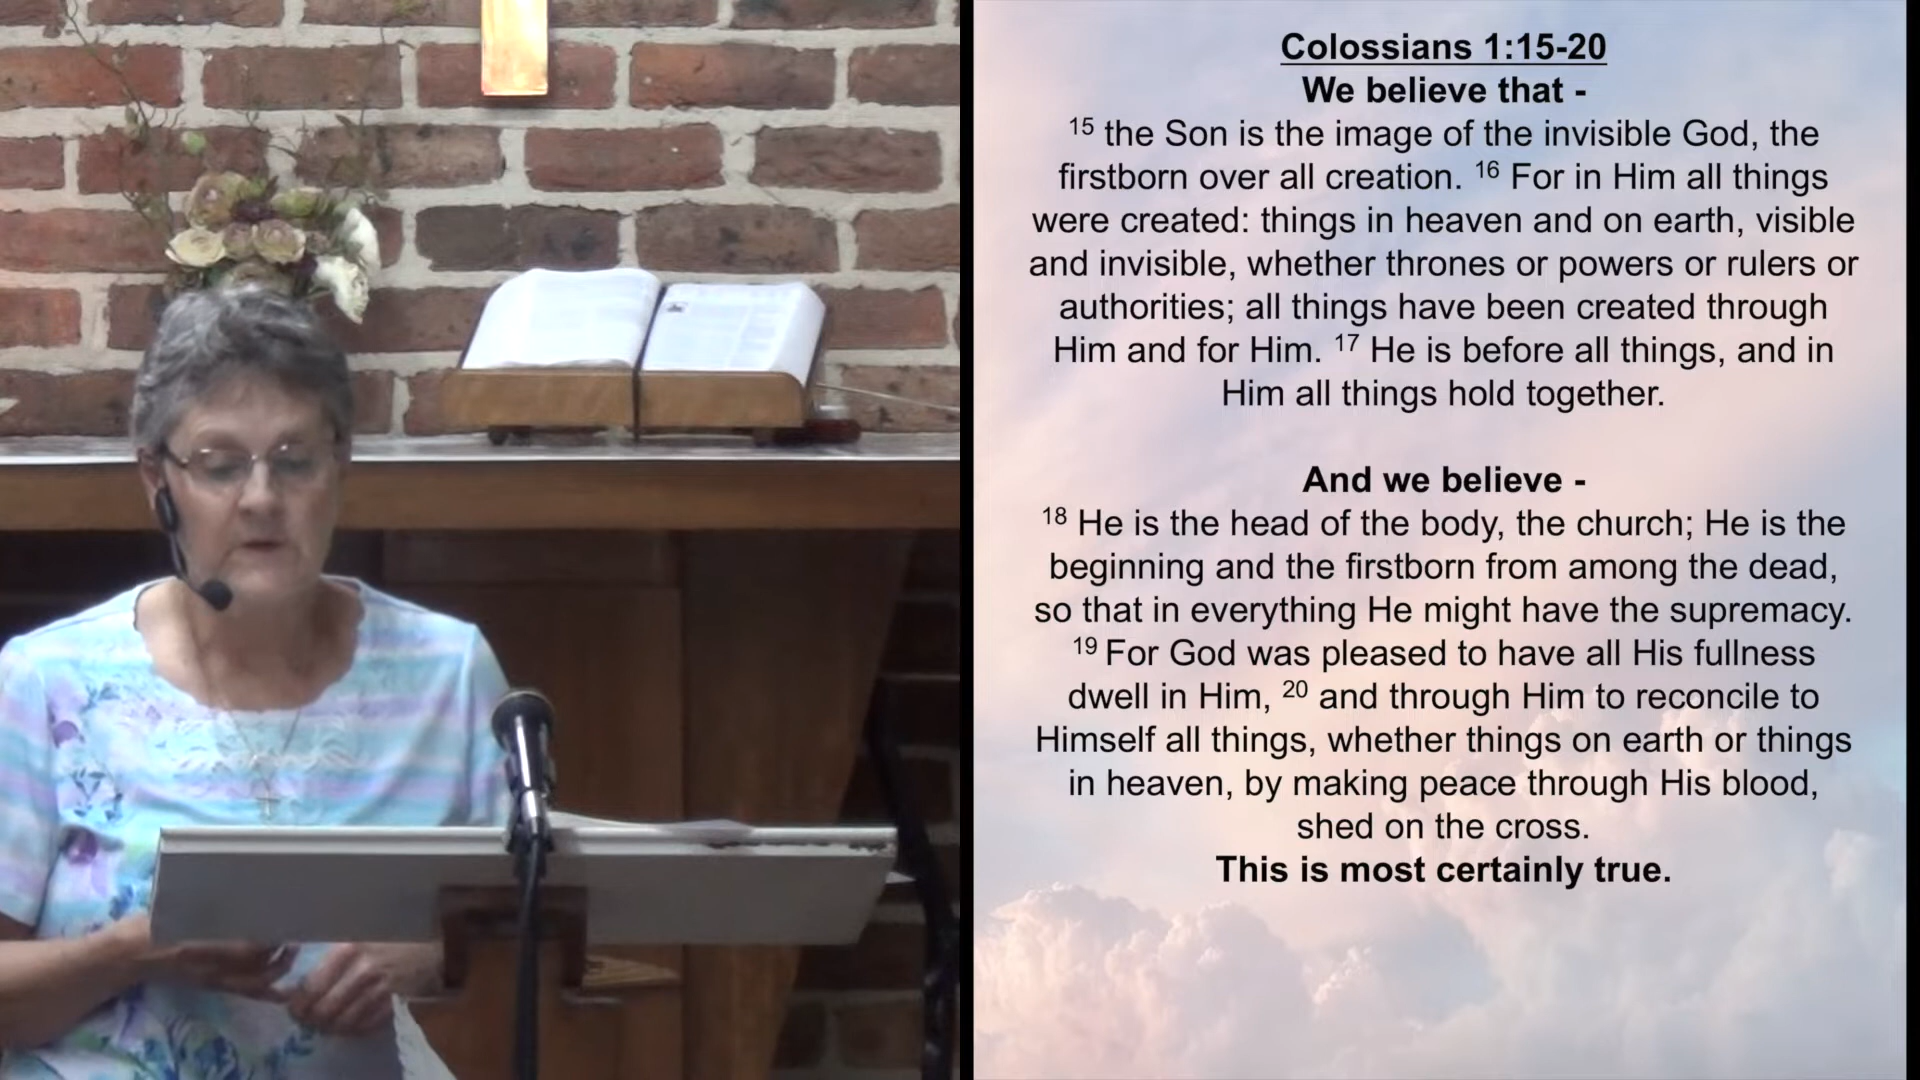 Colossians 1:15-20
We believe that -
15 the Son is the image of the invisible God, the
firstborn over all creation. 16 For in Him all things
were created: things in heaven and on earth, visible
and invisible, whether thrones or powers or rulers or
authorities; all things have been created through
Him and for Him. 17 He is before all things, and in
Him all things hold together.
And we believe -
18 He is the head of the body, the church; He is the
beginning and the firstborn from among the dead,
so that in everything He might have the supremacy.
19 For God was pleased to have all His fullness
dwell in Him, 20 and through Him to reconcile to
Himself all things, whether things on earth or things
in heaven, by making peace through His blood,
shed on the cross.
This is most certainly true.